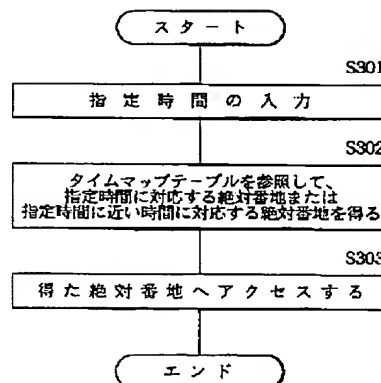 スタート
S301
指定時間の入力
S302
タイムマップテーブルを参照して、
指定時間に対応する絶対番地または
指定時間に近い時間に対応する絶対番地を得る
S303
得た絶対番地へアクセスする
エンド